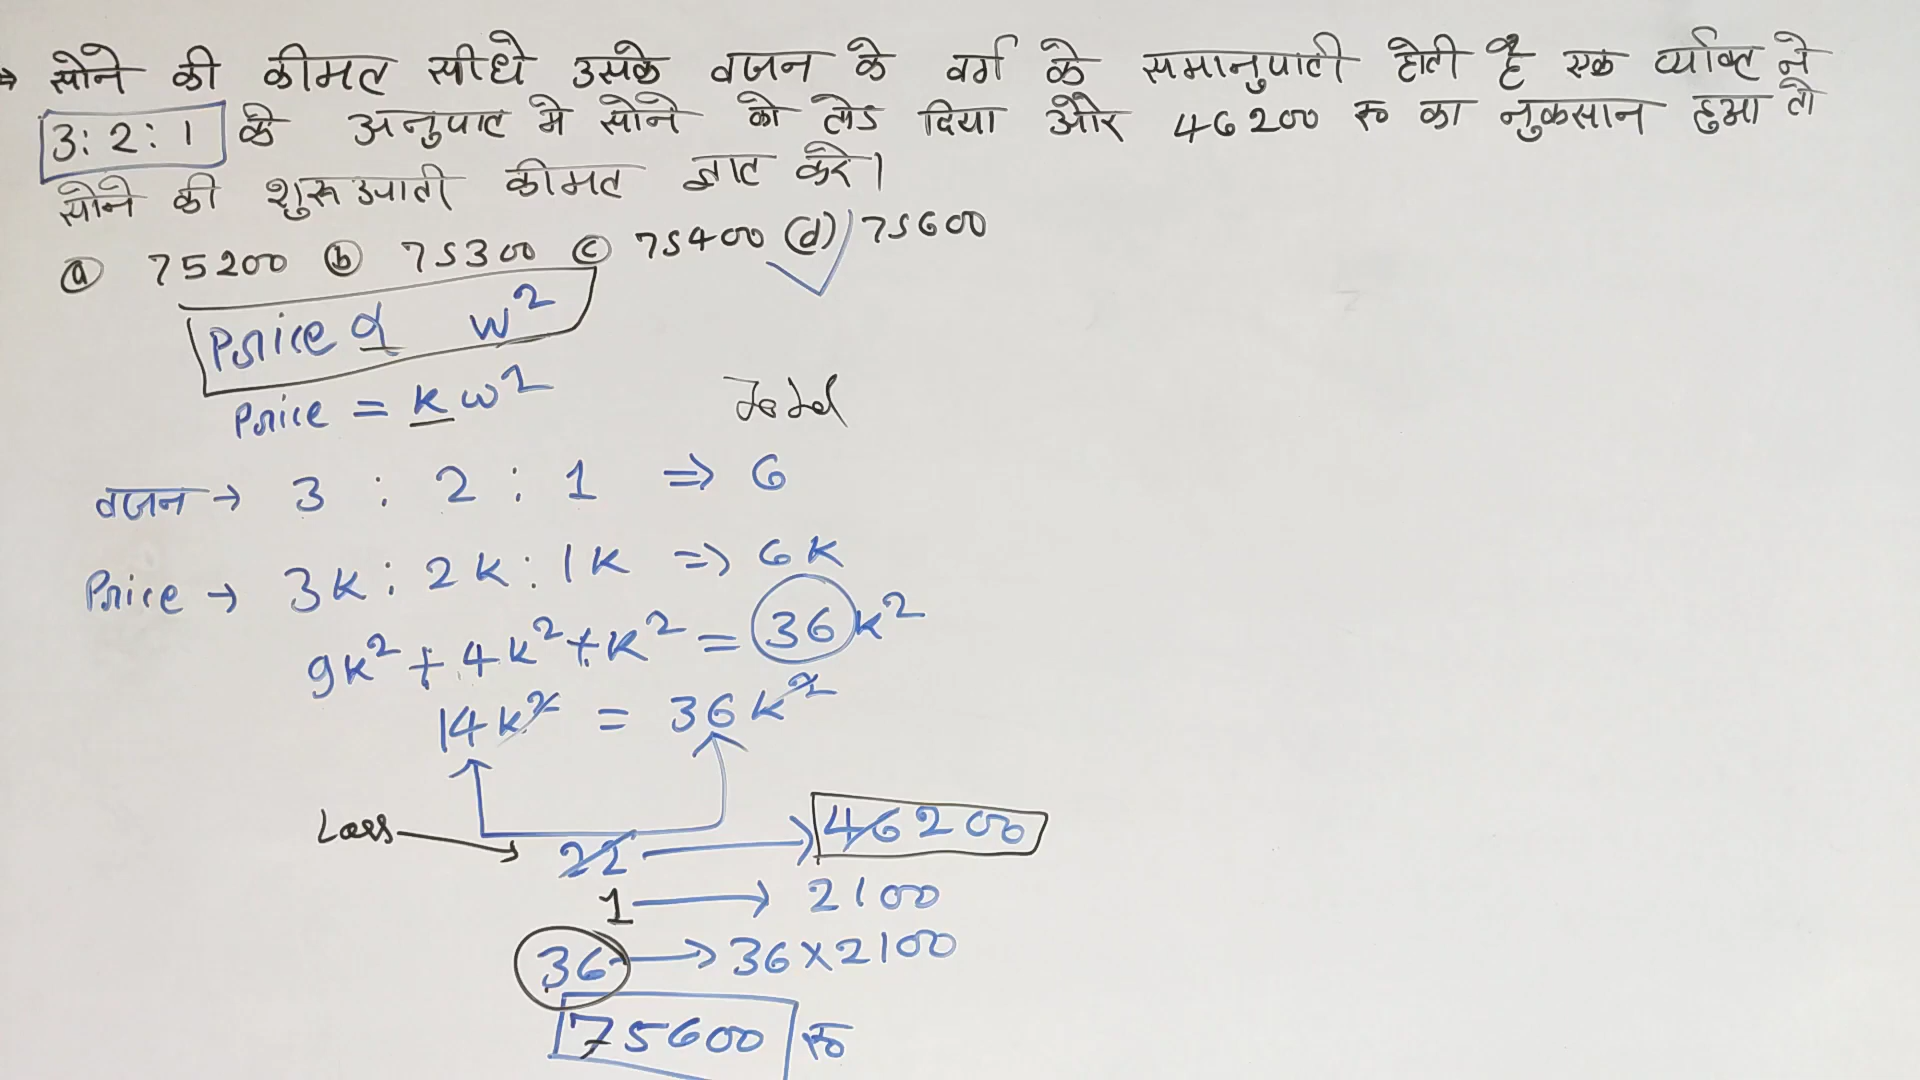 → सोने की कीमत सीधे उसके वजन के वर्ग के समानुपाती होती है एक व्यक्ति ने
3:2:1 के अनुपात मे सोने को तोड दिया और 46200 रू का नुकसान हुआ तो
सोने की शुरूआती कीमत ज्ञात करे।
(a) 75200 (b) 75300 (c) 75400 (d) 75600
Price α w²
Price = kw²
Total
वजन → 3 : 2 : 1 ⇒ 6
Price → 3k : 2k : 1k ⇒ 6k
9k² + 4k² + k² = 36k²
14k² = 36k²
Loss → 22 → 46200
1 → 2100
36 → 36×2100
75600 रू